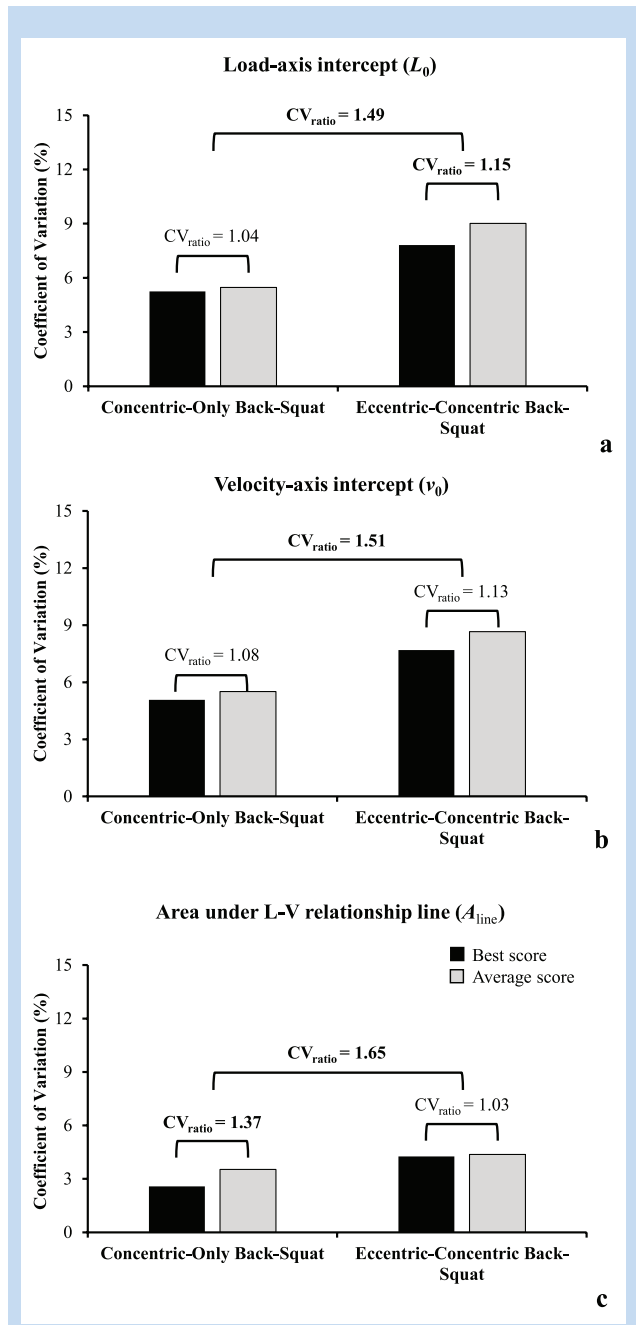 Load-axis intercept (L0)
15
12
9
6
3
0
Coefficient of Variation (%)
CVratio = 1.49
CVratio = 1.15
CVratio = 1.04
Concentric-Only Back-Squat
Eccentric-Concentric Back-
Squat
a
Velocity-axis intercept (v0)
15
12
9
6
3
0
Coefficient of Variation (%)
CVratio = 1.51
CVratio = 1.13
CVratio = 1.08
Concentric-Only Back-Squat
Eccentric-Concentric Back-
Squat
b
Area under L-V relationship line (Aline)
Best score
Average score
15
12
9
6
3
0
Coefficient of Variation (%)
CVratio = 1.65
CVratio = 1.37
CVratio = 1.03
Concentric-Only Back-Squat
Eccentric-Concentric Back-
Squat
c